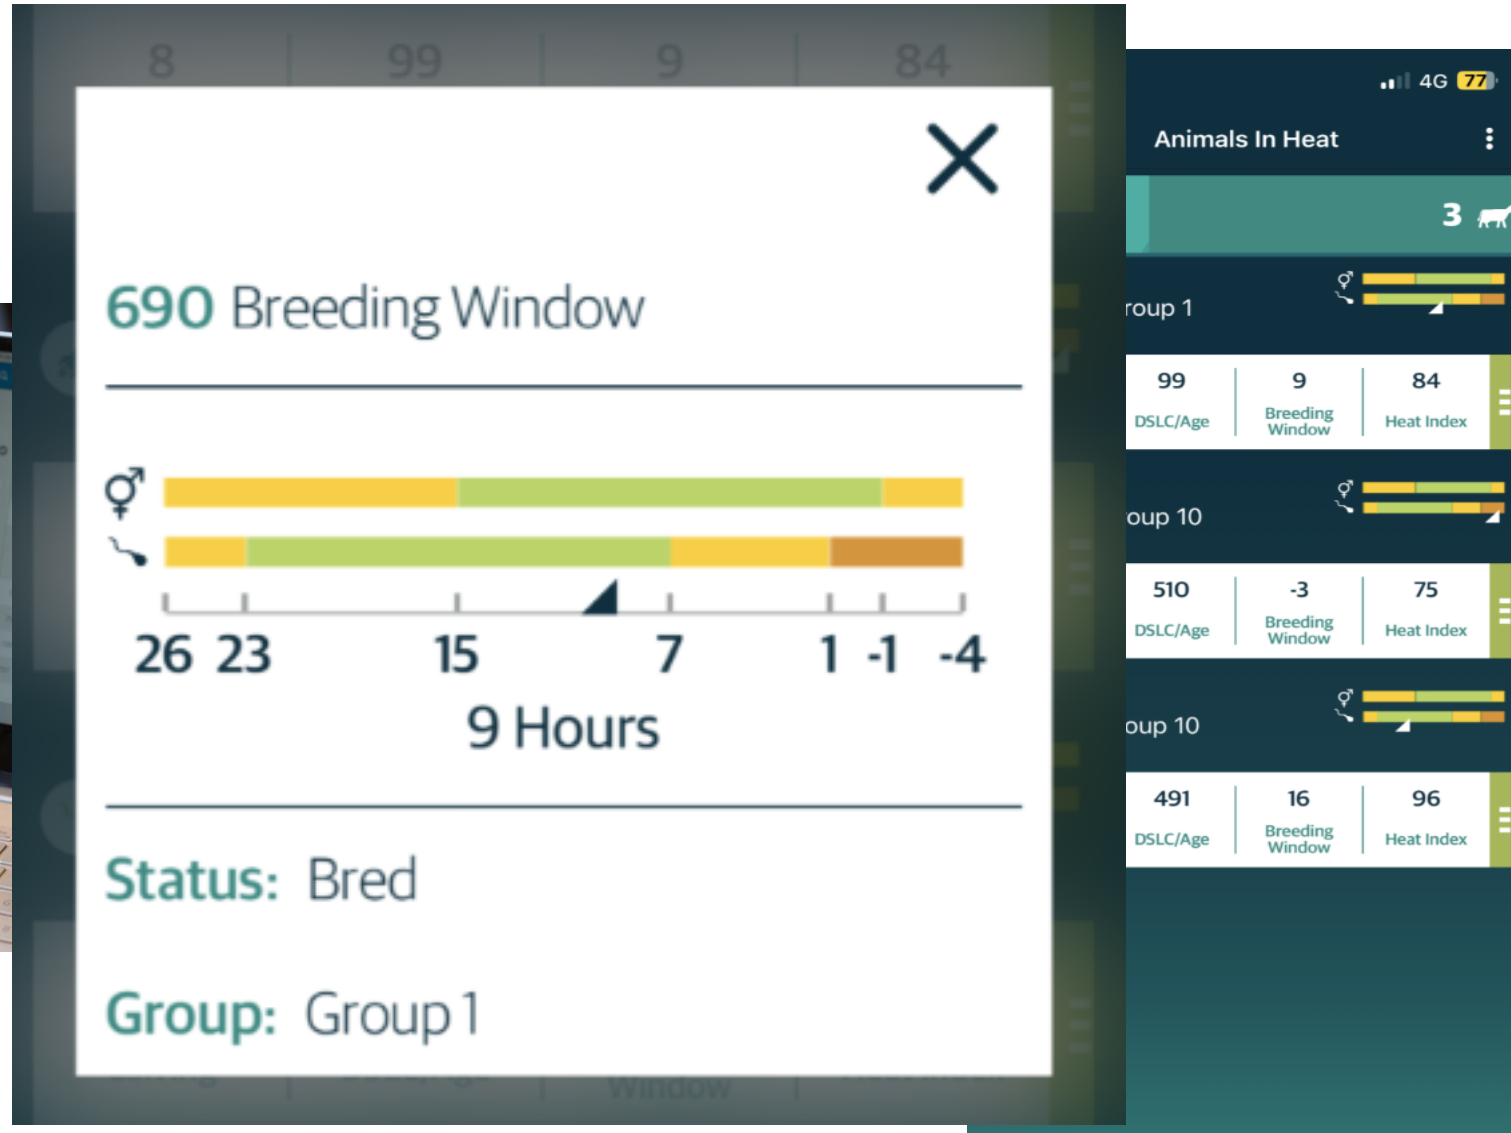 8 99 9 84
690 Breeding Window
26 23 15 7 1 -1 -4
9 Hours
Status: Bred
Group: Group 1
Window
4G 77
Animals In Heat
3
roup 1
99 9 84
DSLC/Age Breeding Heat Index
Window
oup 10
510 -3 75
DSLC/Age Breeding Heat Index
Window
oup 10
491 16 96
DSLC/Age Breeding Heat Index
Window